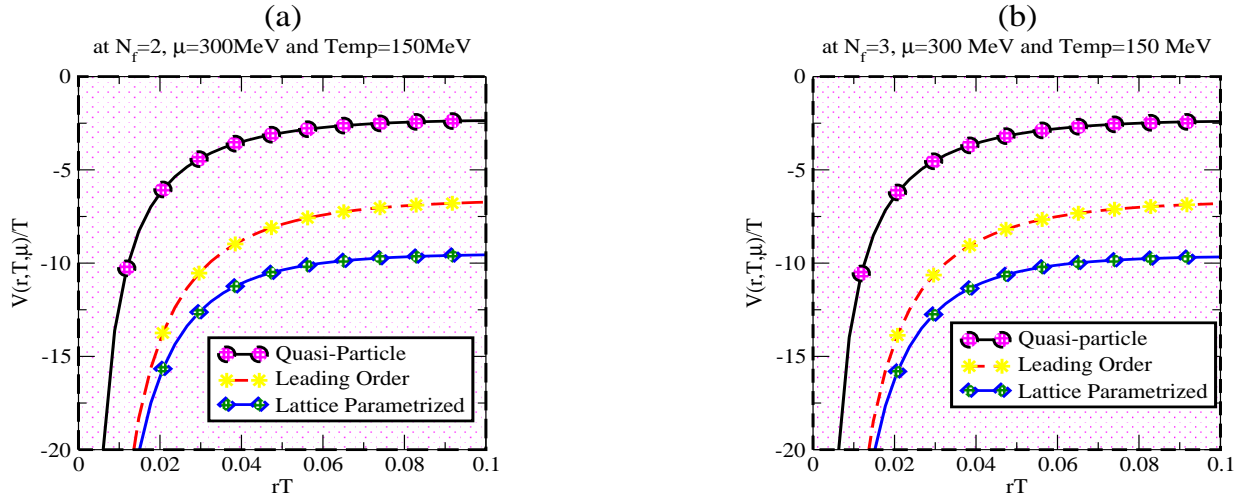 (a)
at N_f=2, μ=300MeV and Temp=150MeV
V(r,T,μ)/T
0
-5
-10
-15
-20
Quasi-Particle
Leading Order
Lattice Parametrized
0 0.02 0.04 0.06 0.08 0.1
rT
(b)
at N_f=3, μ=300 MeV and Temp=150 MeV
V(r,T,μ)/T
0
-5
-10
-15
-20
Quasi-particle
Leading Order
Lattice Parametrized
0 0.02 0.04 0.06 0.08 0.1
rT